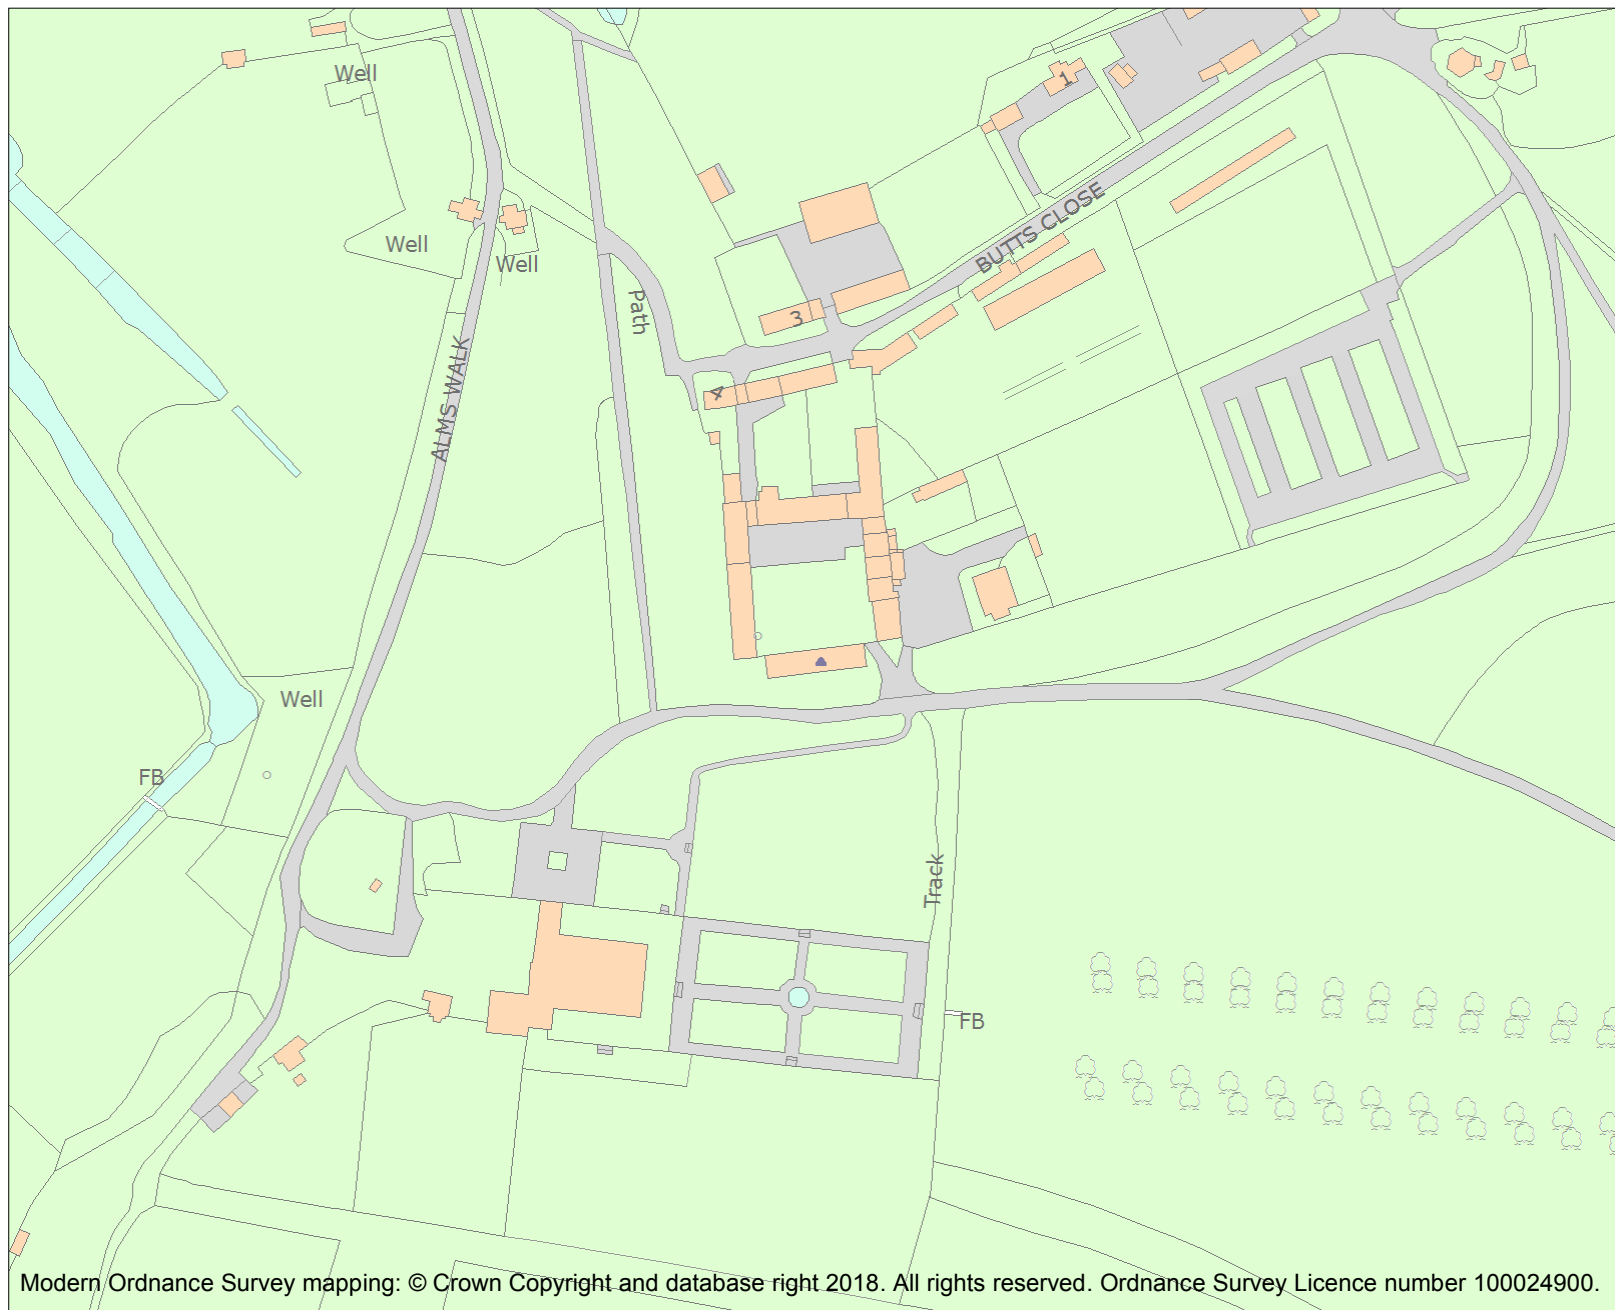 Well
1
BUTTS CLOSE
Well
Well
Path
3
ALMS WALK
4
Well
FB
Track
FB
Modern Ordnance Survey mapping: © Crown Copyright and database right 2018. All rights reserved. Ordnance Survey Licence number 100024900.